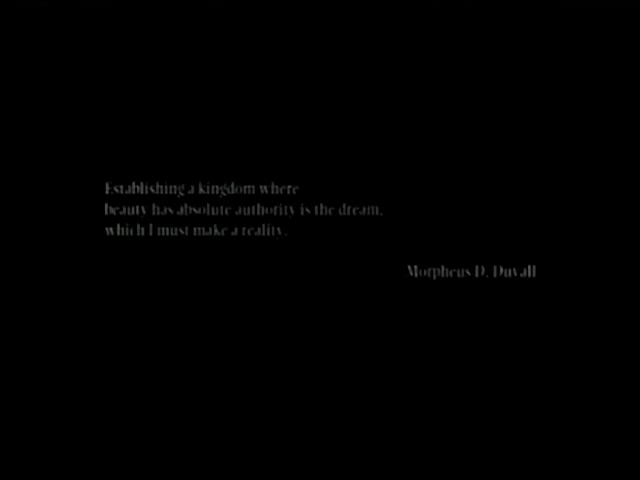 Establishing a kingdom where
beauty has absolute authority is the dream,
which I must make a reality.
Morpheus D. Duvall